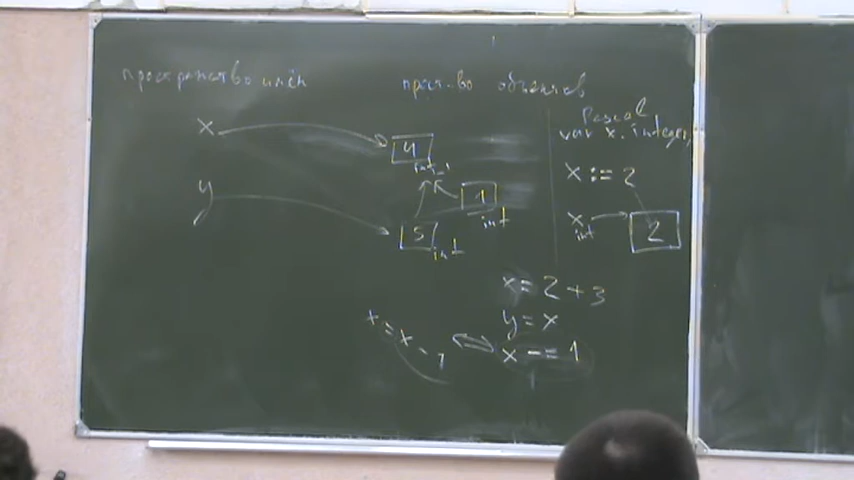 пространство имён
простр-во объектов
Pascal
var x: integer;
x
4
int
x := 2
y
1
int
x
int
2
5
int
x = 2 + 3
y = x
x = x - 1
x -= 1